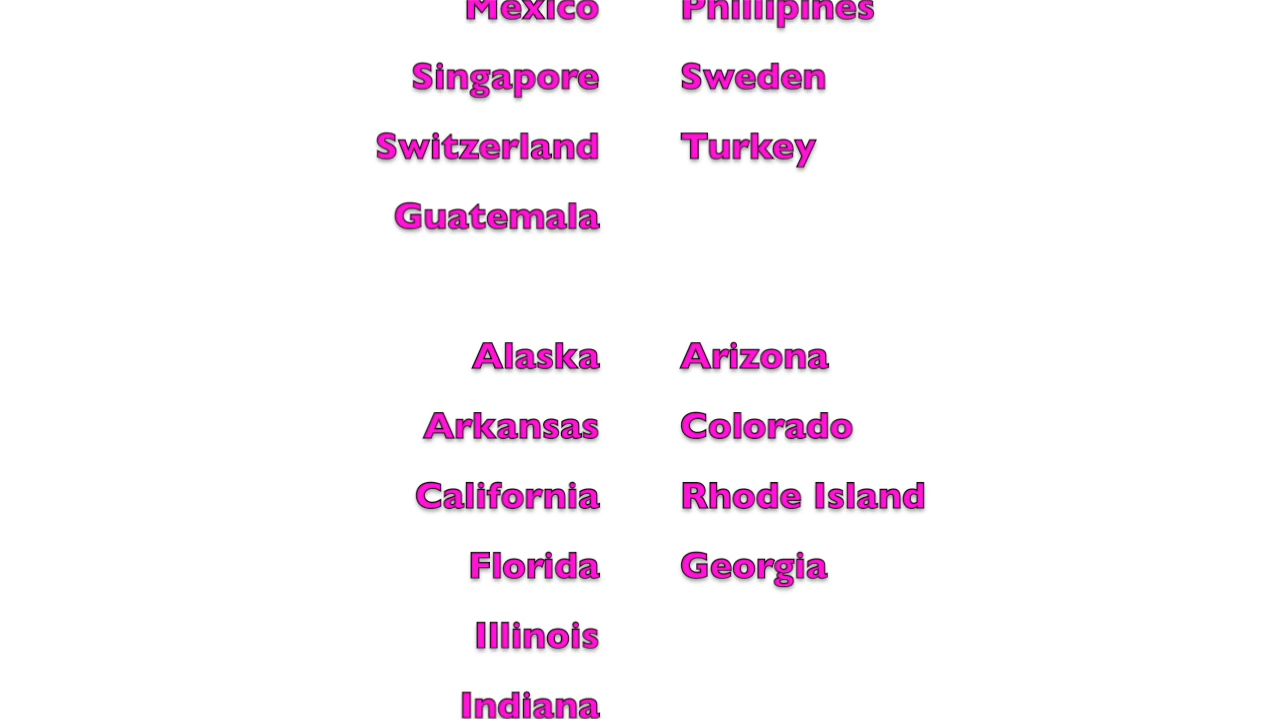 Mexico Phillipines
Singapore Sweden
Switzerland Turkey
Guatemala
Alaska Arizona
Arkansas Colorado
California Rhode Island
Florida Georgia
Illinois
Indiana